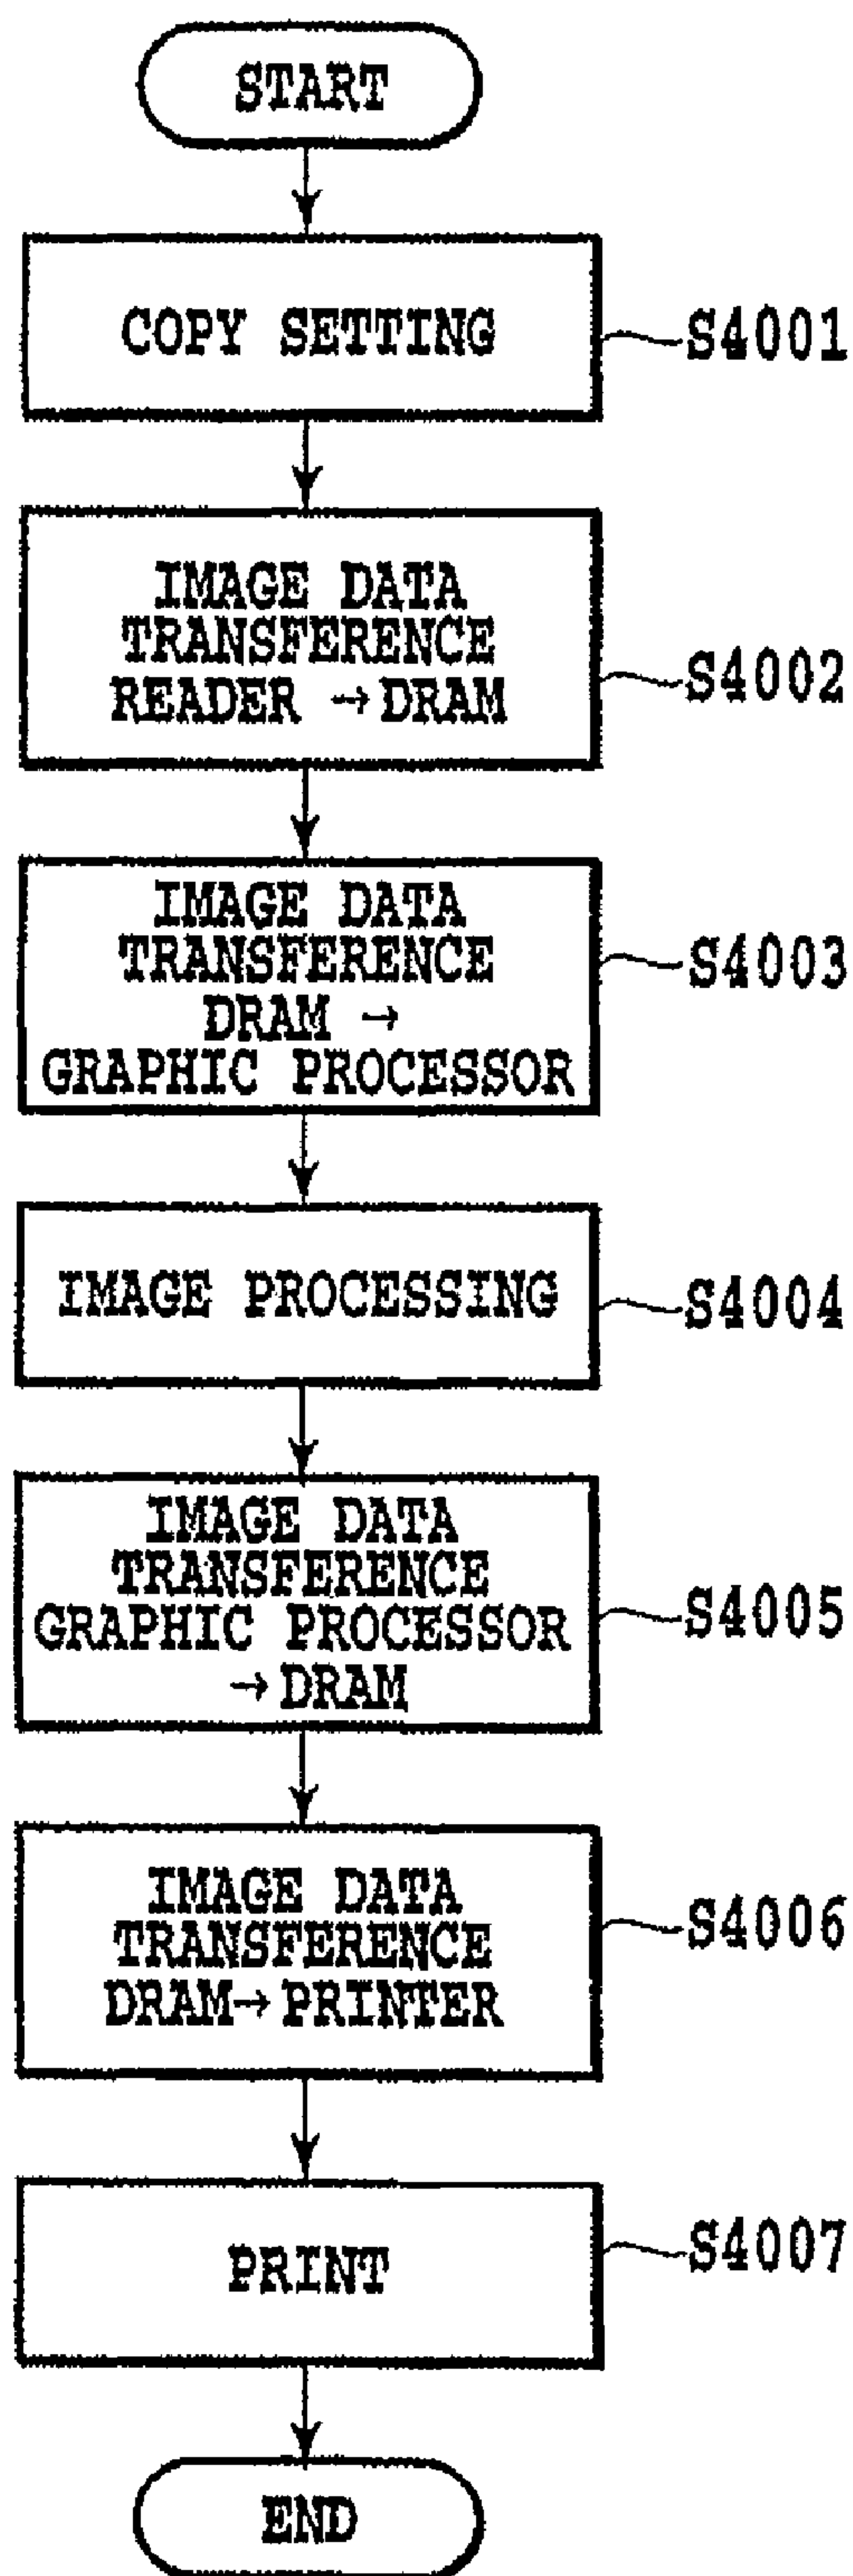 START
COPY SETTING
S4001
IMAGE DATA
TRANSFERENCE
READER → DRAM
S4002
IMAGE DATA
TRANSFERENCE
DRAM →
GRAPHIC PROCESSOR
S4003
IMAGE PROCESSING
S4004
IMAGE DATA
TRANSFERENCE
GRAPHIC PROCESSOR
→ DRAM
S4005
IMAGE DATA
TRANSFERENCE
DRAM → PRINTER
S4006
PRINT
S4007
END